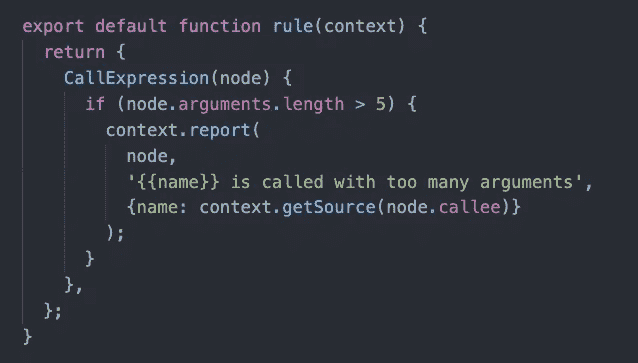 export default function rule(context) {
  return {
    CallExpression(node) {
      if (node.arguments.length > 5) {
        context.report(
          node,
          '{{name}} is called with too many arguments',
          {name: context.getSource(node.callee)}
        );
      }
    },
  };
}